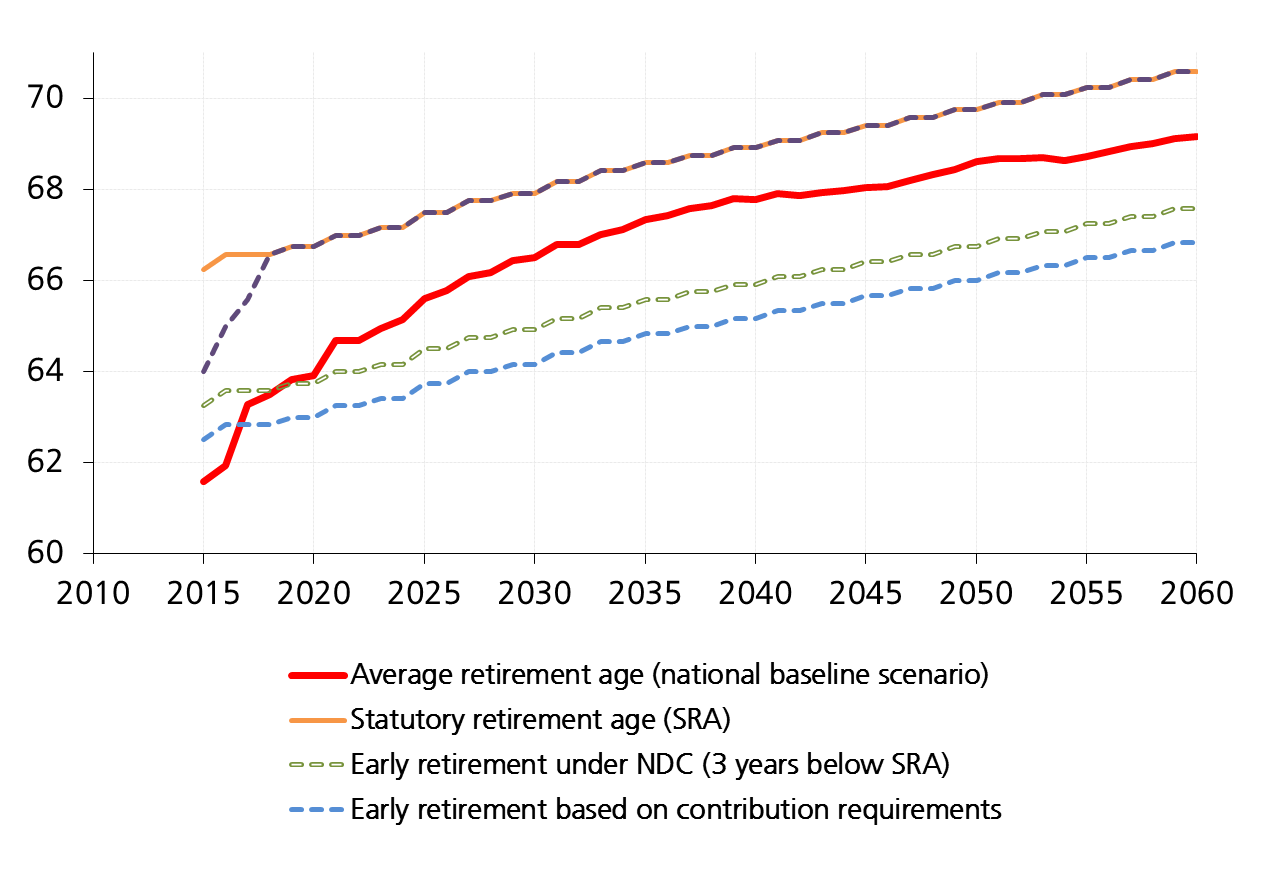 70
68
66
64
62
60
2010 2015 2020 2025 2030 2035 2040 2045 2050 2055 2060
Average retirement age (national baseline scenario)
Statutory retirement age (SRA)
Early retirement under NDC (3 years below SRA)
Early retirement based on contribution requirements